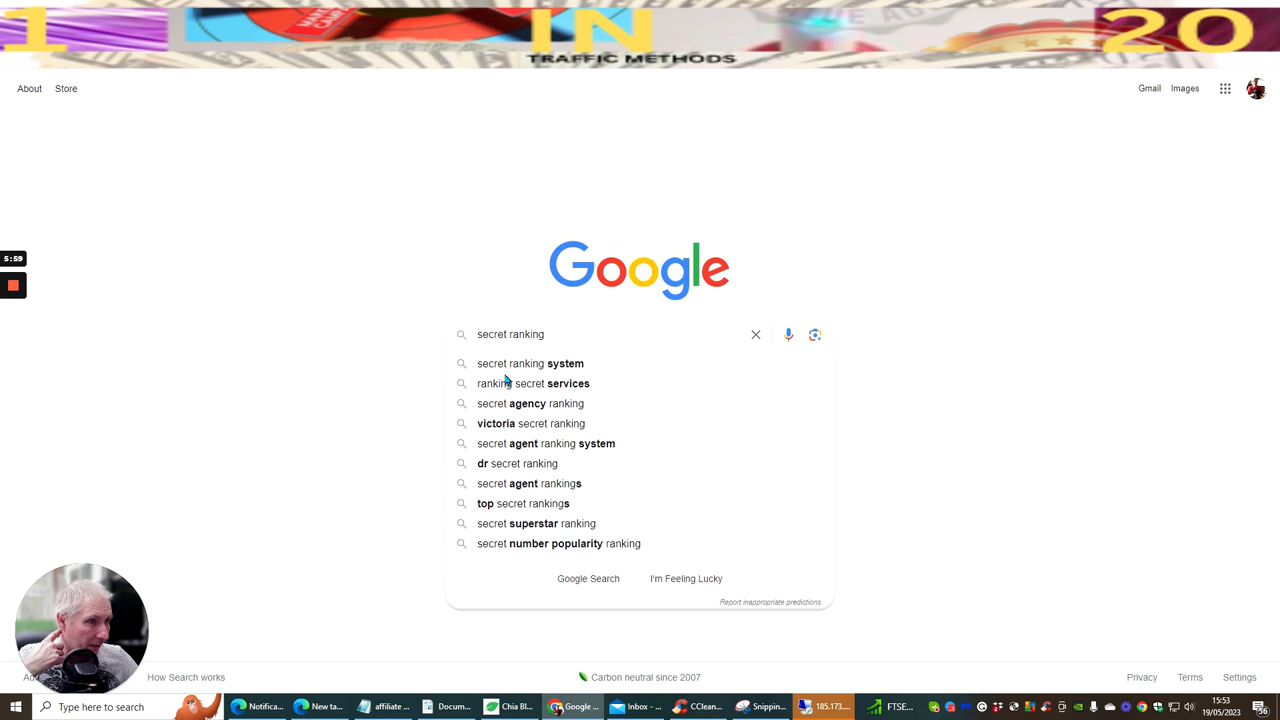 1 IN 20
TRAFFIC METHODS
About Store
Gmail Images
5:59
Google
secret ranking
secret ranking system
ranking secret services
secret agency ranking
victoria secret ranking
secret agent ranking system
dr secret ranking
secret agent rankings
top secret rankings
secret superstar ranking
secret number popularity ranking
Google Search I'm Feeling Lucky
Report inappropriate predictions
How Search works
Carbon neutral since 2007
Privacy Terms Settings
Type here to search
Notifica...
New ta...
affiliate ...
Docum...
Chia Bl...
Google ...
Inbox - ...
CClean...
Snippin...
185.173....
FTSE...
15:53
19/05/2023